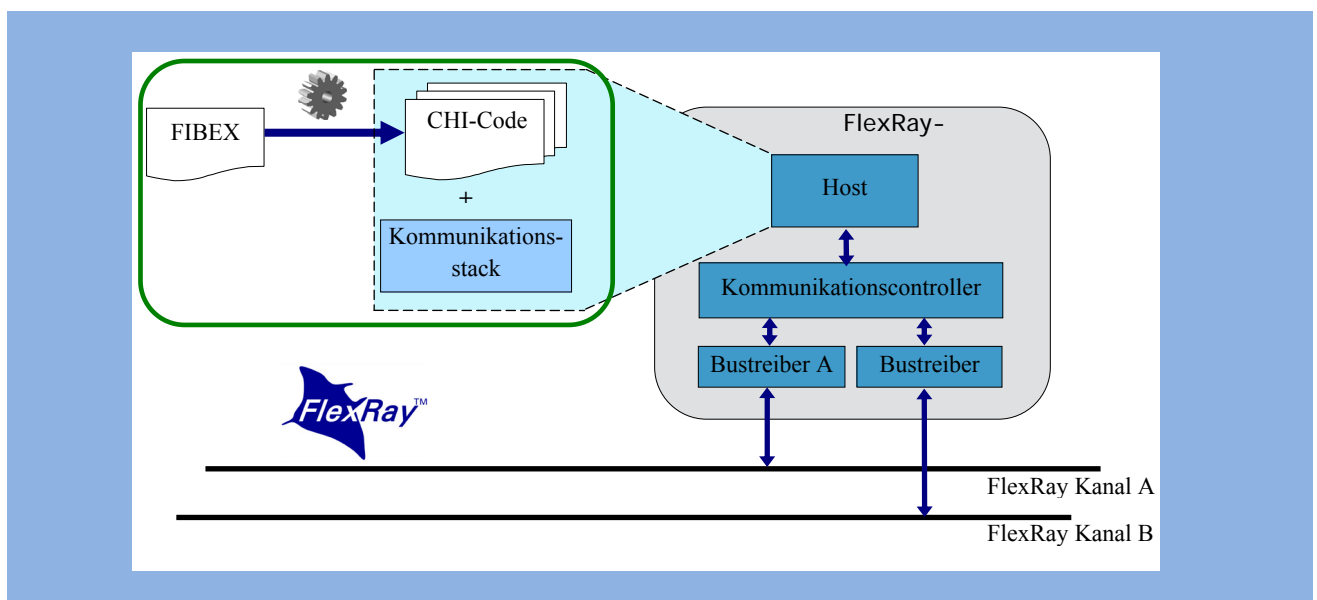 FIBEX
CHI-Code
+
Kommunikations-
stack
FlexRay-
Host
Kommunikationscontroller
Bustreiber A
Bustreiber
FlexRay™
FlexRay Kanal A
FlexRay Kanal B